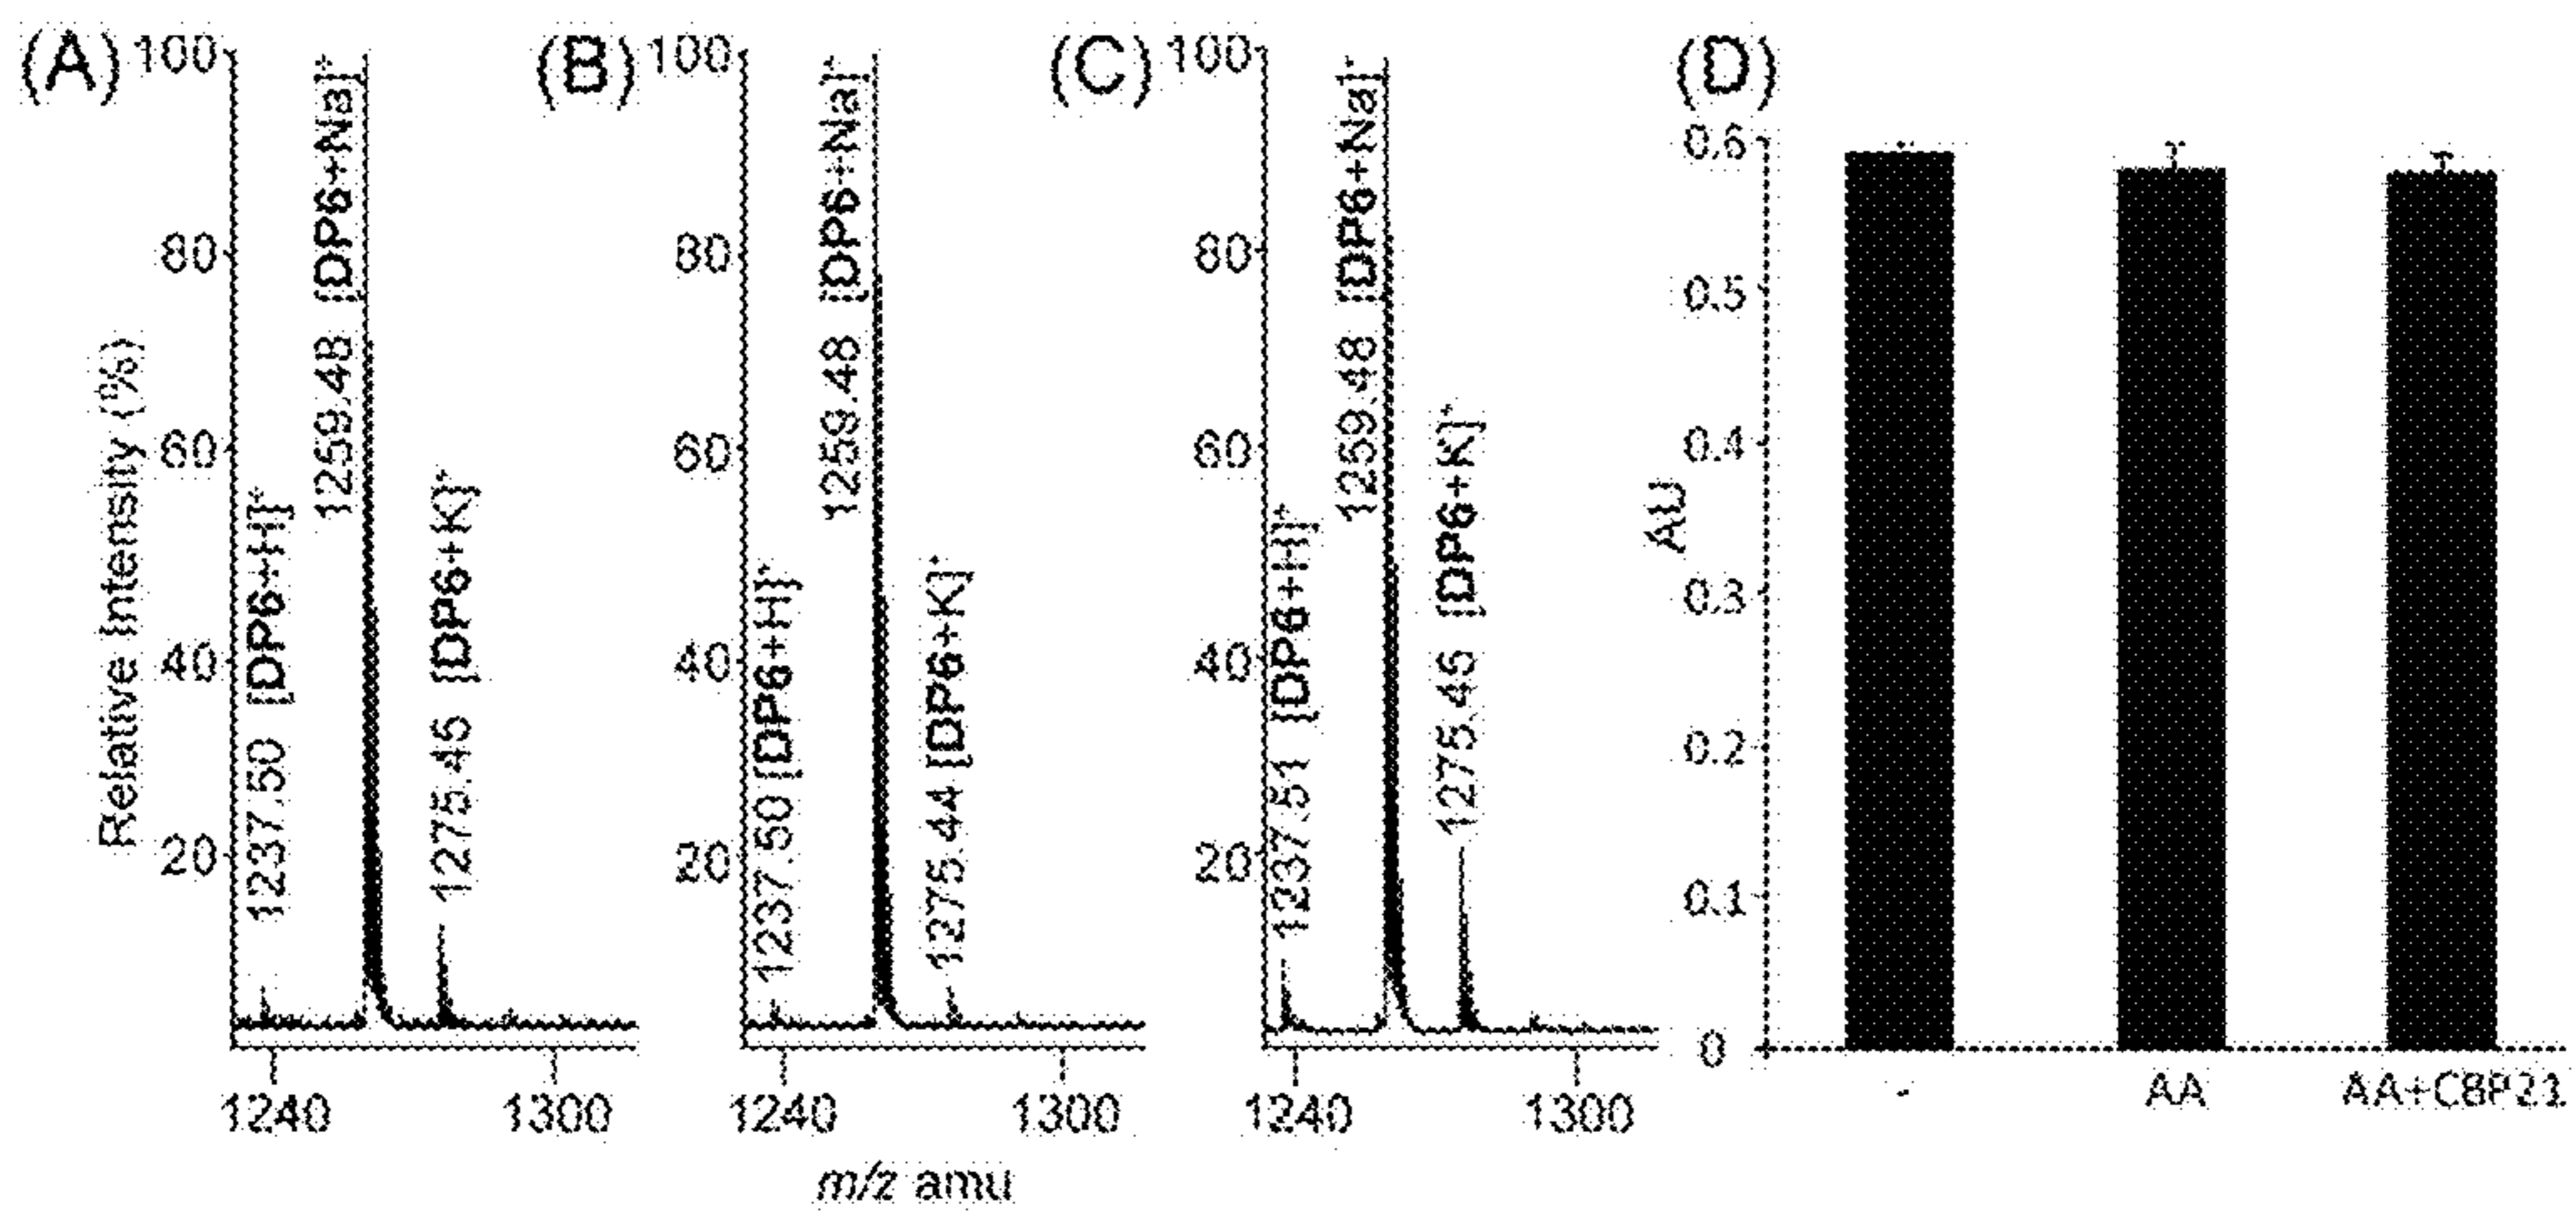 (A)
100
80
60
40
20
Relative Intensity (%)
1237.50 [DP6+H]+
1259.48 [DP6+Na]+
1275.45 [DP6+K]+
1240
1300
(B)
100
80
60
40
20
1237.50 [DP6+H]+
1259.48 [DP6+Na]+
1275.44 [DP6+K]+
1240
1300
m/z amu
(C)
100
80
60
40
20
1237.51 [DP6+H]+
1259.48 [DP6+Na]+
1275.45 [DP6+K]+
1240
1300
(D)
0.6
0.5
0.4
0.3
0.2
0.1
0
AU
-
AA
AA+CBP21